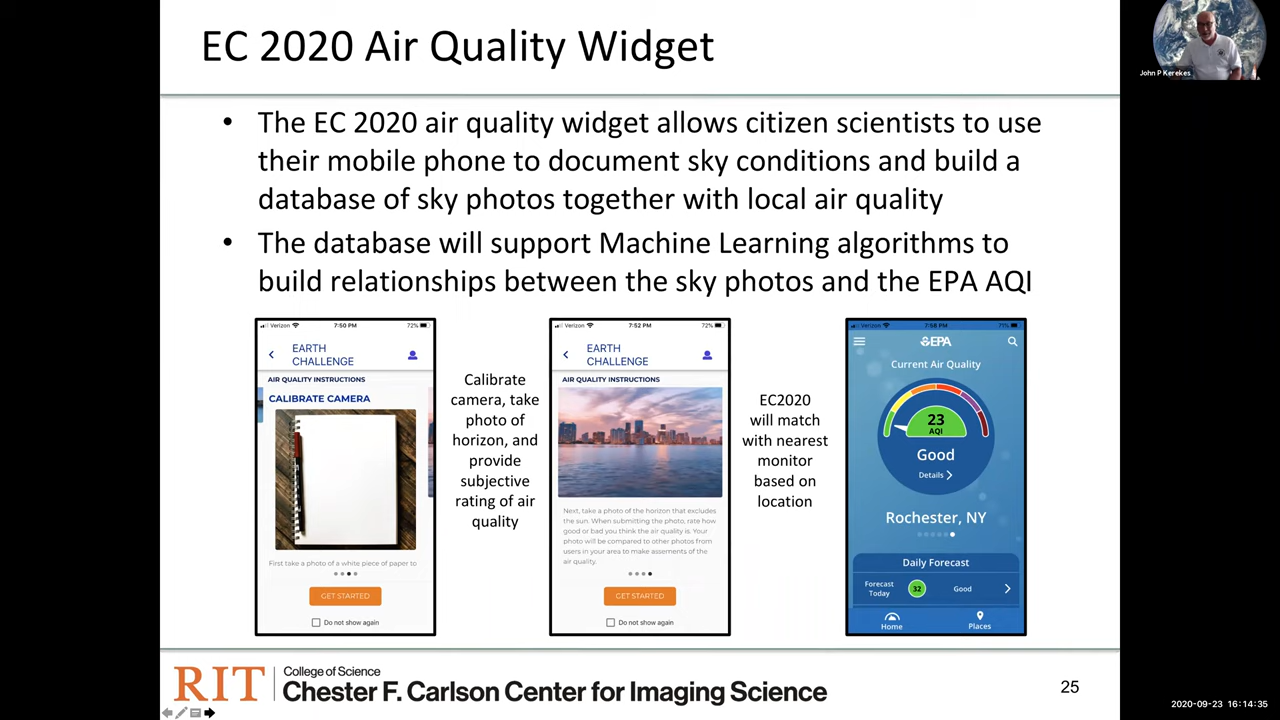 EC 2020 Air Quality Widget
John P Kerekes
• The EC 2020 air quality widget allows citizen scientists to use
their mobile phone to document sky conditions and build a
database of sky photos together with local air quality
• The database will support Machine Learning algorithms to
build relationships between the sky photos and the EPA AQI
Verizon 7:50 PM 72%
EARTH
CHALLENGE
AIR QUALITY INSTRUCTIONS
CALIBRATE CAMERA
First take a photo of a white piece of paper to
GET STARTED
Do not show again
Calibrate
camera, take
photo of
horizon, and
provide
subjective
rating of air
quality
Verizon 7:52 PM 72%
EARTH
CHALLENGE
AIR QUALITY INSTRUCTIONS
Next, take a photo of the horizon that excludes
the sun. When submitting the photo, rate how
good or bad you think the air quality is. Your
photo will be compared to other photos from
users in your area to make assements of the
air quality.
GET STARTED
Do not show again
EC2020
will match
with nearest
monitor
based on
location
Verizon 7:58 PM 71%
EPA
Current Air Quality
23
AQI
Good
Details
Rochester, NY
Daily Forecast
Forecast
Today
32
Good
Home
Places
RIT
College of Science
Chester F. Carlson Center for Imaging Science
25
2020-09-23 16:14:35